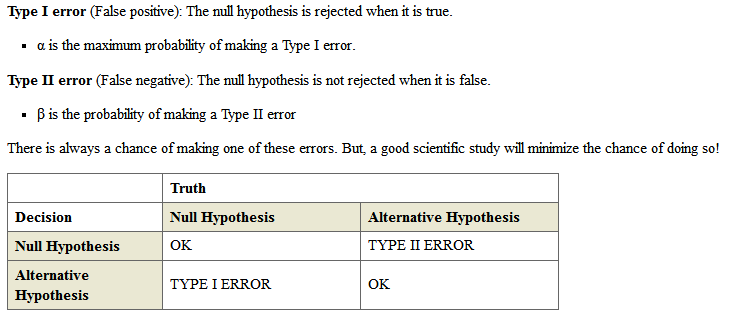 Type I error (False positive): The null hypothesis is rejected when it is true.
▪ α is the maximum probability of making a Type I error.
Type II error (False negative): The null hypothesis is not rejected when it is false.
▪ β is the probability of making a Type II error
There is always a chance of making one of these errors. But, a good scientific study will minimize the chance of doing so!
Truth
Decision Null Hypothesis Alternative Hypothesis
Null Hypothesis OK TYPE II ERROR
Alternative
Hypothesis TYPE I ERROR OK